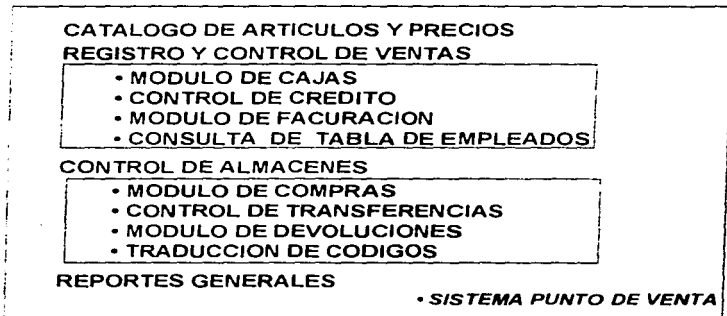 CATALOGO DE ARTICULOS Y PRECIOS
REGISTRO Y CONTROL DE VENTAS
• MODULO DE CAJAS
• CONTROL DE CREDITO
• MODULO DE FACURACION
• CONSULTA DE TABLA DE EMPLEADOS
CONTROL DE ALMACENES
• MODULO DE COMPRAS
• CONTROL DE TRANSFERENCIAS
• MODULO DE DEVOLUCIONES
• TRADUCCION DE CODIGOS
REPORTES GENERALES
• SISTEMA PUNTO DE VENTA